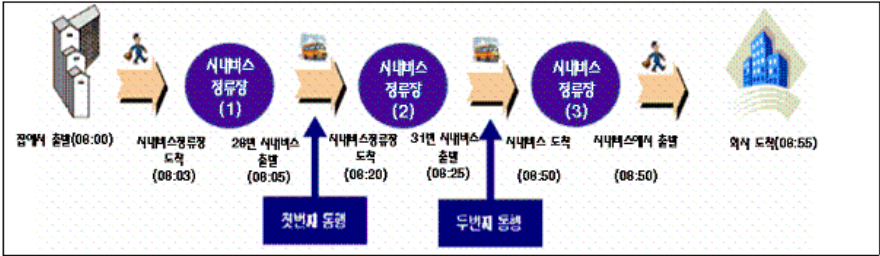 시내버스
정류장
(1)
시내버스
정류장
(2)
시내버스
정류장
(3)
집에서 출발(08:00)
시내버스정류장
도착
(08:03)
28번 시내버스
출발
(08:05)
시내버스정류장
도착
(08:20)
31번 시내버스
출발
(08:25)
시내버스 도착
(08:50)
시내버스에서 출발
(08:50)
회사 도착(08:55)
첫번째 통행
두번째 통행